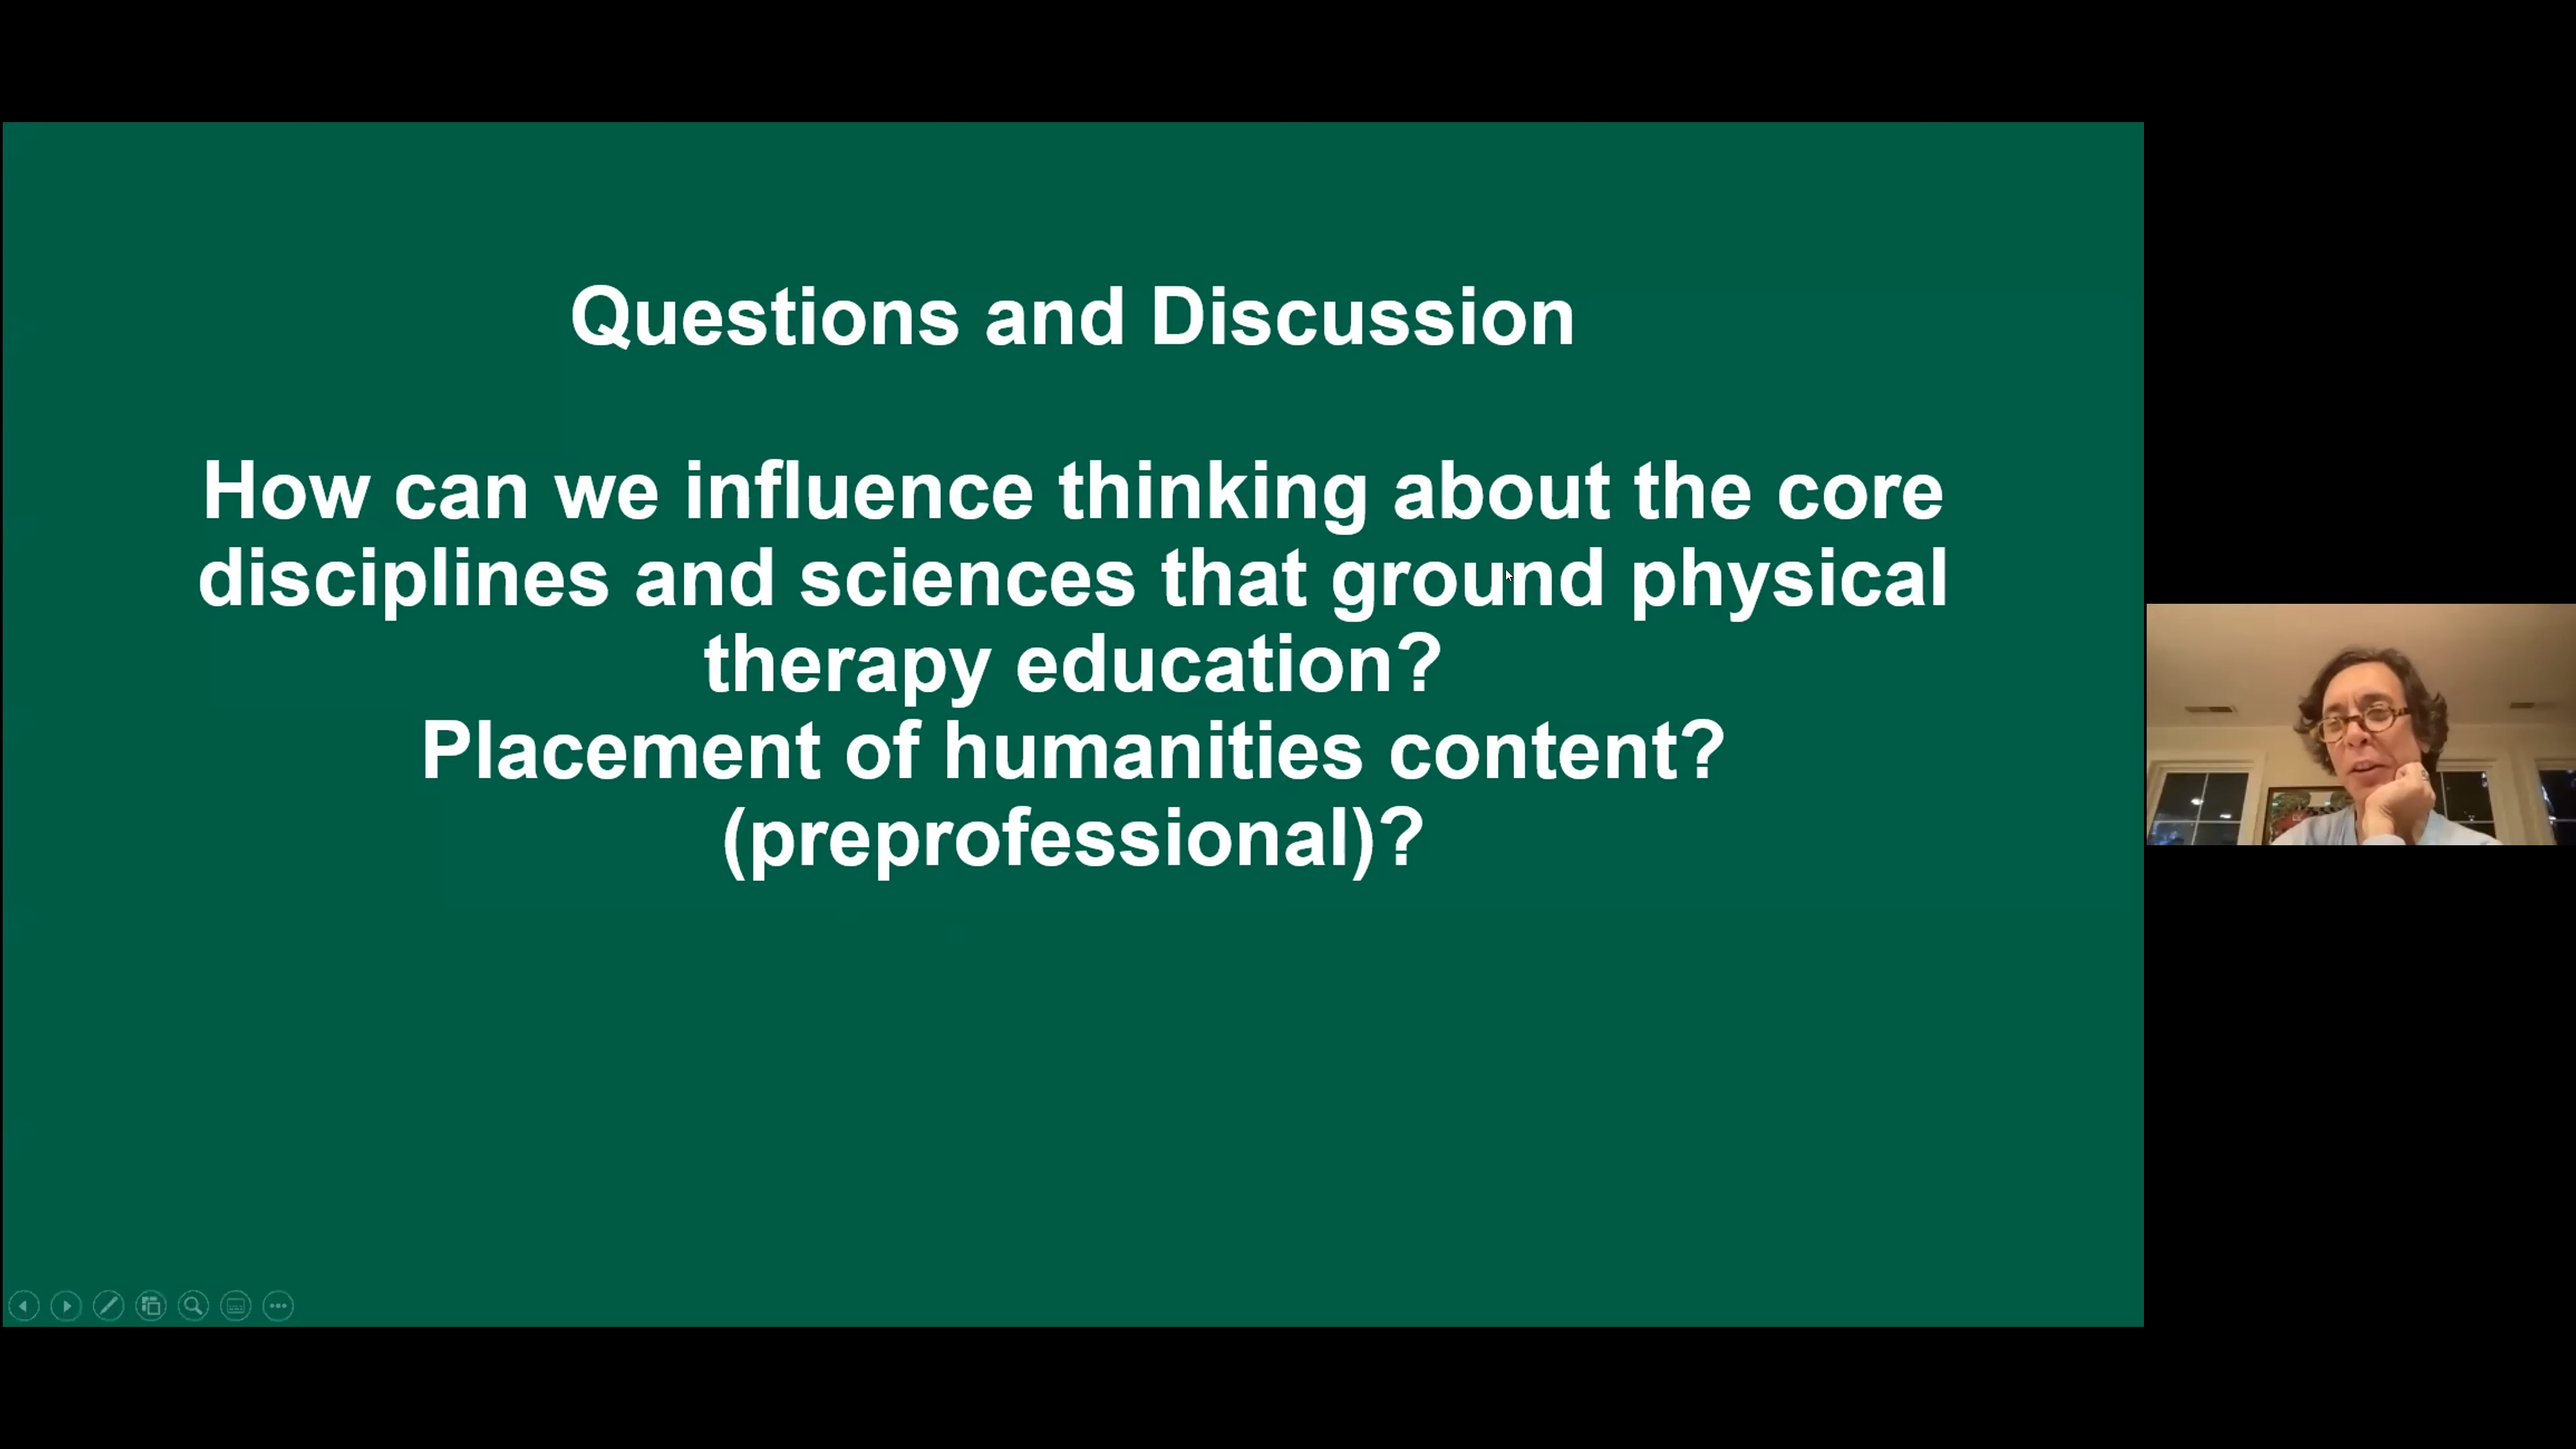 Questions and Discussion
How can we influence thinking about the core
disciplines and sciences that ground physical
therapy education?
Placement of humanities content?
(preprofessional)?